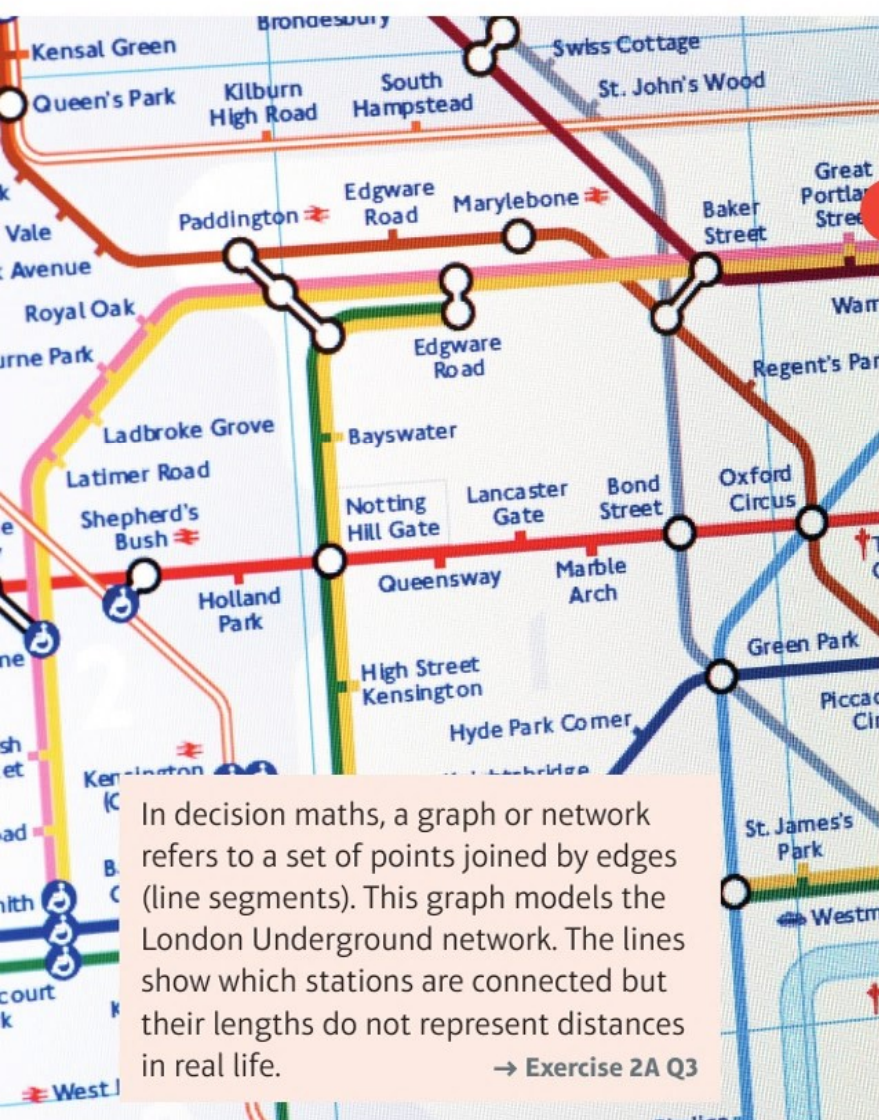 Kensal Green
Swiss Cottage
Queen's Park
Kilburn
High Road
South
Hampstead
St. John's Wood
Vale
Avenue
Paddington
Edgware
Road
Marylebone
Baker
Street
Great
Royal Oak
Edgware
Road
Ladbroke Grove
Bayswater
Latimer Road
Shepherd's
Bush
Notting
Hill Gate
Lancaster
Gate
Bond
Street
Oxford
Circus
Holland
Park
Queensway
Marble
Arch
High Street
Kensington
Green Park
Hyde Park Corner
St. James's
Park
2
In decision maths, a graph or network
refers to a set of points joined by edges
(line segments). This graph models the
London Underground network. The lines
show which stations are connected but
their lengths do not represent distances
in real life. → Exercise 2A Q3